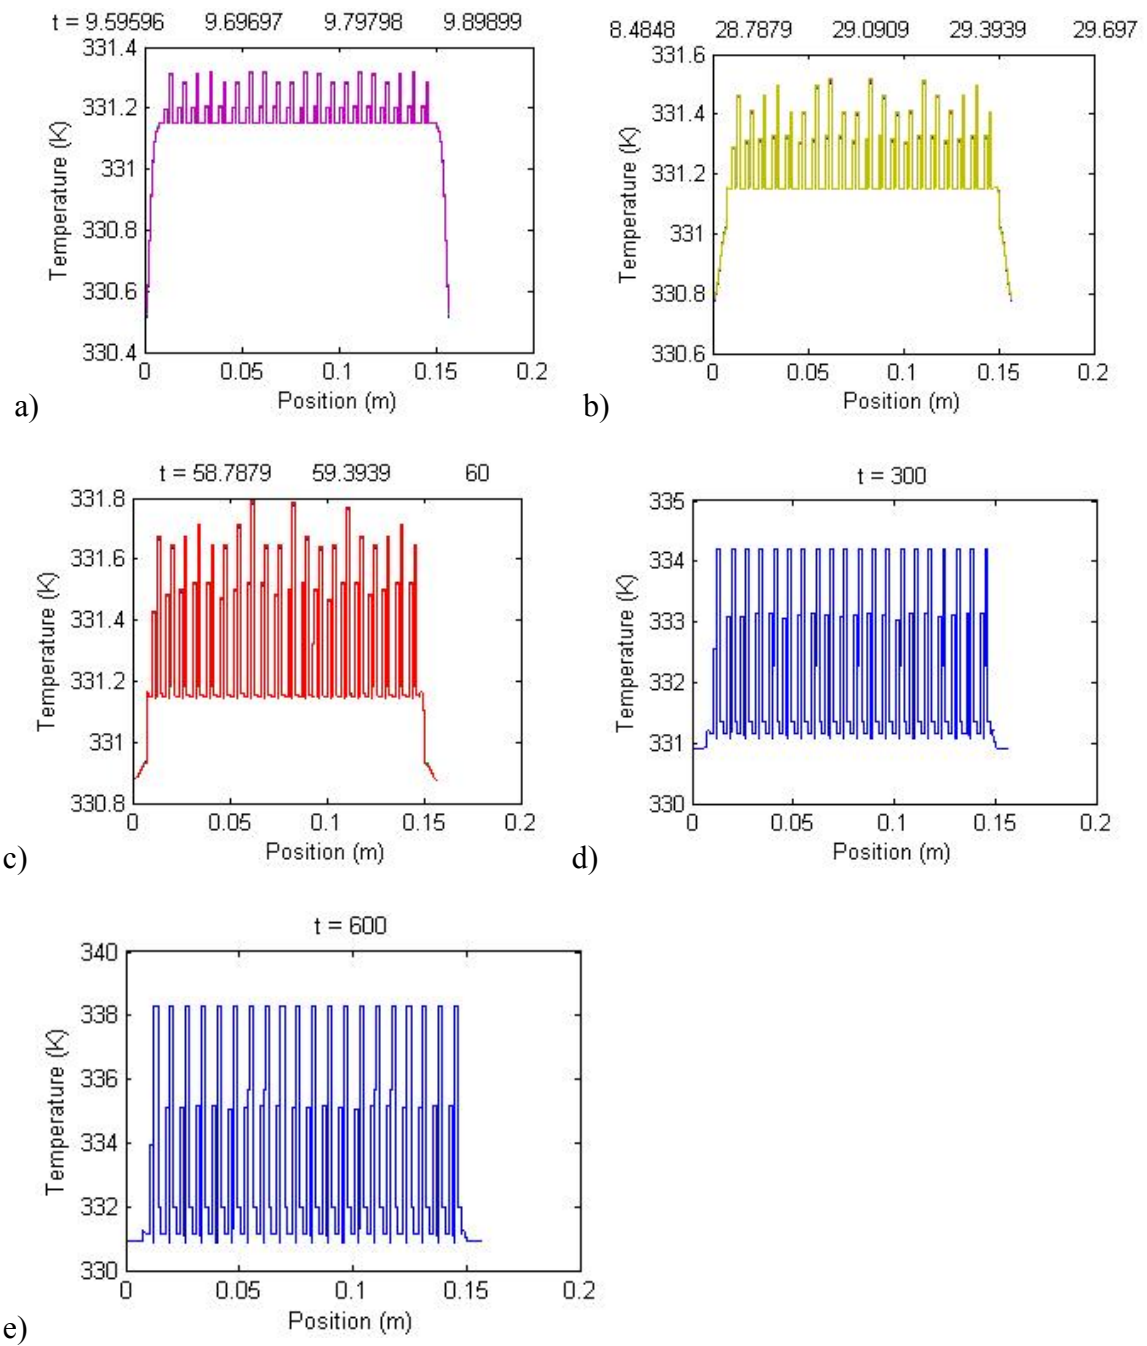 t = 9.59596 9.69697 9.79798 9.89899
331.4
331.2
331
330.8
330.6
330.4
Temperature (K)
0 0.05 0.1 0.15 0.2
Position (m)
a)
8.4848 28.7879 29.0909 29.3939 29.697
331.6
331.4
331.2
331
330.8
330.6
Temperature (K)
0 0.05 0.1 0.15 0.2
Position (m)
b)
t = 58.7879 59.3939 60
331.8
331.6
331.4
331.2
331
330.8
Temperature (K)
0 0.05 0.1 0.15 0.2
Position (m)
c)
t = 300
335
334
333
332
331
330
Temperature (K)
0 0.05 0.1 0.15 0.2
Position (m)
d)
t = 600
340
338
336
334
332
330
Temperature (K)
0 0.05 0.1 0.15 0.2
Position (m)
e)